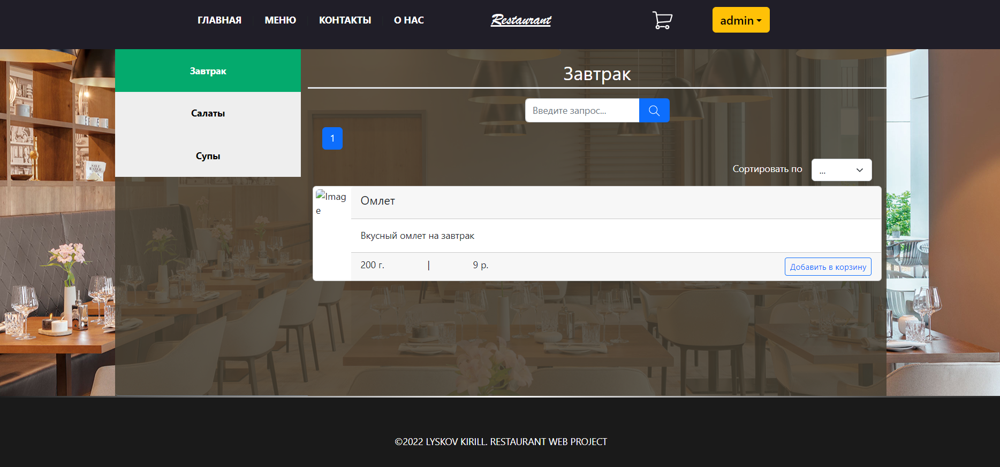 ГЛАВНАЯ МЕНЮ КОНТАКТЫ О НАС Restaurant admin
Завтрак
Салаты
Супы
Завтрак
Введите запрос...
1
Сортировать по ...
Image
Омлет
Вкусный омлет на завтрак
200 г. | 9 р. Добавить в корзину
©2022 LYSKOV KIRILL. RESTAURANT WEB PROJECT